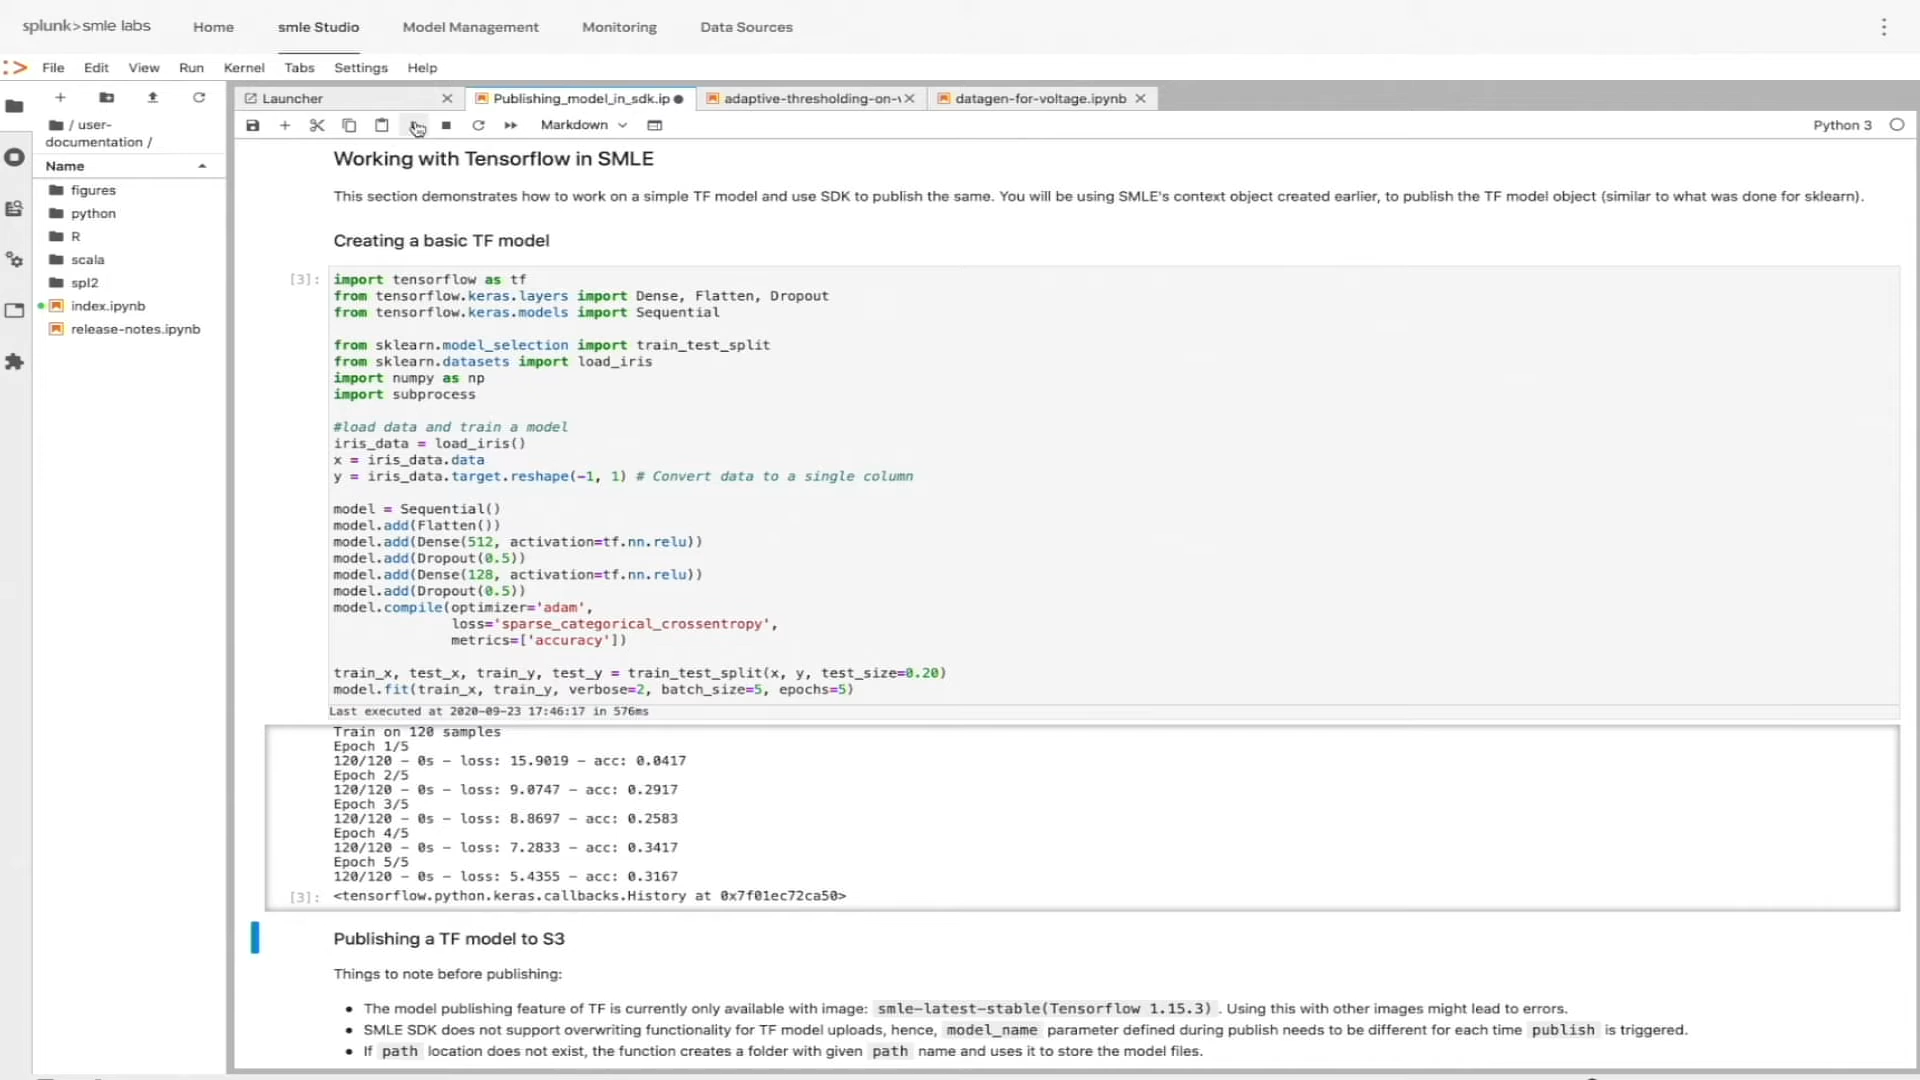 splunk>smle labs
Home
smle Studio
Model Management
Monitoring
Data Sources
File
Edit
View
Run
Kernel
Tabs
Settings
Help
/ user-
documentation /
Name
figures
python
R
scala
spl2
index.ipynb
release-notes.ipynb
Launcher
Publishing_model_in_sdk.ip
adaptive-thresholding-on-v
datagen-for-voltage.ipynb
Markdown
Python 3
Working with Tensorflow in SMLE
This section demonstrates how to work on a simple TF model and use SDK to publish the same. You will be using SMLE's context object created earlier, to publish the TF model object (similar to what was done for sklearn).
Creating a basic TF model
[3]:
import tensorflow as tf
from tensorflow.keras.layers import Dense, Flatten, Dropout
from tensorflow.keras.models import Sequential
from sklearn.model_selection import train_test_split
from sklearn.datasets import load_iris
import numpy as np
import subprocess
#load data and train a model
iris_data = load_iris()
x = iris_data.data
y = iris_data.target.reshape(-1, 1) # Convert data to a single column
model = Sequential()
model.add(Flatten())
model.add(Dense(512, activation=tf.nn.relu))
model.add(Dropout(0.5))
model.add(Dense(128, activation=tf.nn.relu))
model.add(Dropout(0.5))
model.compile(optimizer='adam',
loss='sparse_categorical_crossentropy',
metrics=['accuracy'])
train_x, test_x, train_y, test_y = train_test_split(x, y, test_size=0.20)
model.fit(train_x, train_y, verbose=2, batch_size=5, epochs=5)
Last executed at 2020-09-23 17:46:17 in 576ms
Train on 120 samples
Epoch 1/5
120/120 - 0s - loss: 15.9019 - acc: 0.0417
Epoch 2/5
120/120 - 0s - loss: 9.0747 - acc: 0.2917
Epoch 3/5
120/120 - 0s - loss: 8.8697 - acc: 0.2583
Epoch 4/5
120/120 - 0s - loss: 7.2833 - acc: 0.3417
Epoch 5/5
120/120 - 0s - loss: 5.4355 - acc: 0.3167
[3]:
<tensorflow.python.keras.callbacks.History at 0x7f01ec72ca50>
Publishing a TF model to S3
Things to note before publishing:
• The model publishing feature of TF is currently only available with image: smle-latest-stable(Tensorflow 1.15.3) . Using this with other images might lead to errors.
• SMLE SDK does not support overwriting functionality for TF model uploads, hence, model_name parameter defined during publish needs to be different for each time publish is triggered.
• If path location does not exist, the function creates a folder with given path name and uses it to store the model files.